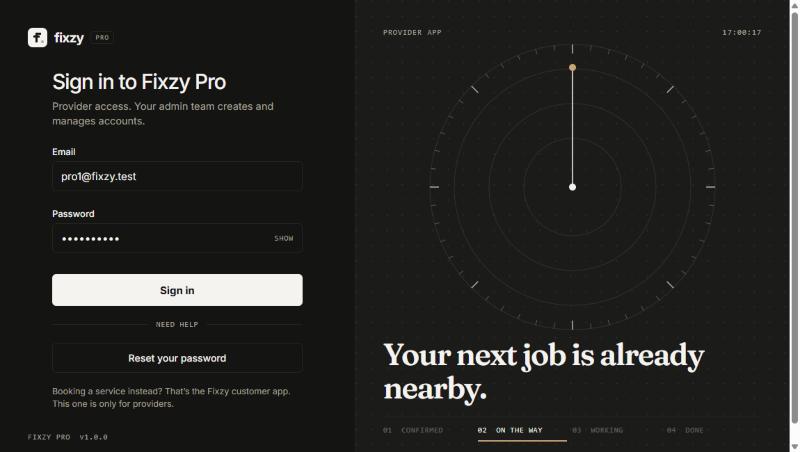 fixzy PRO
Sign in to Fixzy Pro
Provider access. Your admin team creates and
manages accounts.
Email
pro1@fixzy.test
Password
SHOW
Sign in
NEED HELP
Reset your password
Booking a service instead? That's the Fixzy customer app.
This one is only for providers.
FIXZY PRO v1.0.0
PROVIDER APP
17:00:17
Your next job is already
nearby.
01 CONFIRMED
02 ON THE WAY
03 WORKING
04 DONE